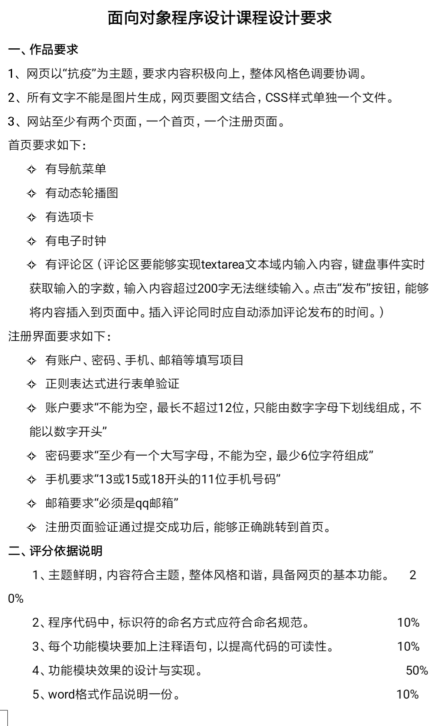 面向对象程序设计课程设计要求
一、作品要求
1、网页以“抗疫”为主题，要求内容积极向上，整体风格色调要协调。
2、所有文字不能是图片生成，网页要图文结合，CSS样式单独一个文件。
3、网站至少有两个页面，一个首页，一个注册页面。
首页要求如下：
✧ 有导航菜单
✧ 有动态轮播图
✧ 有选项卡
✧ 有电子时钟
✧ 有评论区（评论区要能够实现textarea文本域内输入内容，键盘事件实时
获取输入的字数，输入内容超过200字无法继续输入。点击“发布”按钮，能够
将内容插入到页面中。插入评论同时应自动添加评论发布的时间。）
注册界面要求如下：
✧ 有账户、密码、手机、邮箱等填写项目
✧ 正则表达式进行表单验证
✧ 账户要求“不能为空，最长不超过12位，只能由数字字母下划线组成，不
能以数字开头”
✧ 密码要求“至少有一个大写字母，不能为空，最少6位字符组成”
✧ 手机要求“13或15或18开头的11位手机号码”
✧ 邮箱要求“必须是qq邮箱”
✧ 注册页面验证通过提交成功后，能够正确跳转到首页。
二、评分依据说明
1、主题鲜明，内容符合主题，整体风格和谐，具备网页的基本功能。 2
0%
2、程序代码中，标识符的命名方式应符合命名规范。 10%
3、每个功能模块要加上注释语句，以提高代码的可读性。 10%
4、功能模块效果的设计与实现。 50%
5、word格式作品说明一份。 10%